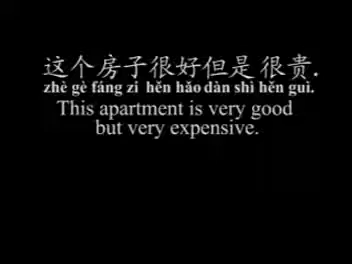 这个房子很好但是很贵.
zhè gè fáng zi hěn hǎo dàn shì hěn guì.
This apartment is very good
but very expensive.